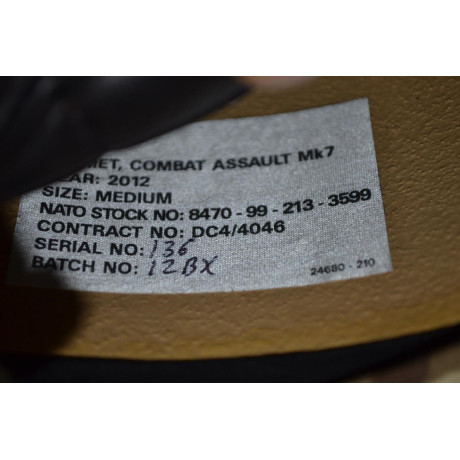 MET, COMBAT ASSAULT Mk7
EAR: 2012
SIZE: MEDIUM
NATO STOCK NO: 8470-99-213-3599
CONTRACT NO: DC4/4046
SERIAL NO: 136
BATCH NO: 12BX
24680-210